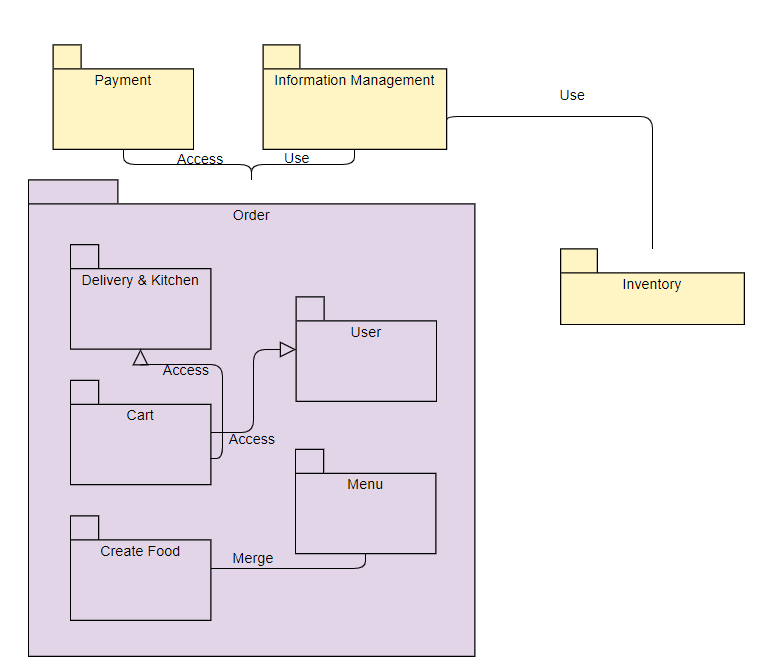 Payment
Information Management
Use
Access
Use
Order
Delivery & Kitchen
Inventory
User
Access
Cart
Access
Menu
Create Food
Merge